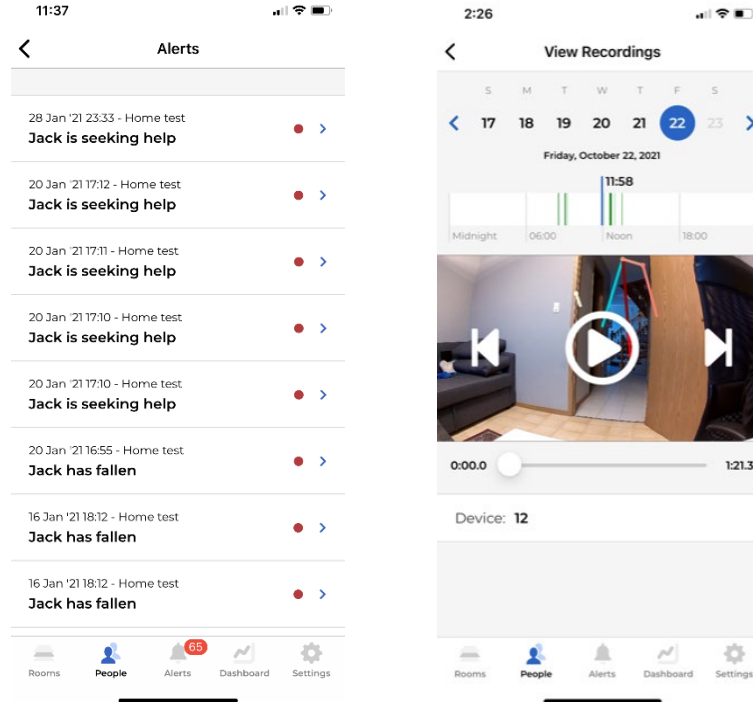 11:37
Alerts
28 Jan '21 23:33 - Home test
Jack is seeking help
20 Jan '21 17:12 - Home test
Jack is seeking help
20 Jan '21 17:11 - Home test
Jack is seeking help
20 Jan '21 17:10 - Home test
Jack is seeking help
20 Jan '21 17:10 - Home test
Jack is seeking help
20 Jan '21 16:55 - Home test
Jack has fallen
16 Jan '21 18:12 - Home test
Jack has fallen
16 Jan '21 18:12 - Home test
Jack has fallen
65
Rooms People Alerts Dashboard Settings
2:26
View Recordings
S M T W T F S
17 18 19 20 21 22 23
Friday, October 22, 2021
11:58
Midnight 06:00 Noon 18:00
0:00.0 1:21.3
Device: 12
Rooms People Alerts Dashboard Settings